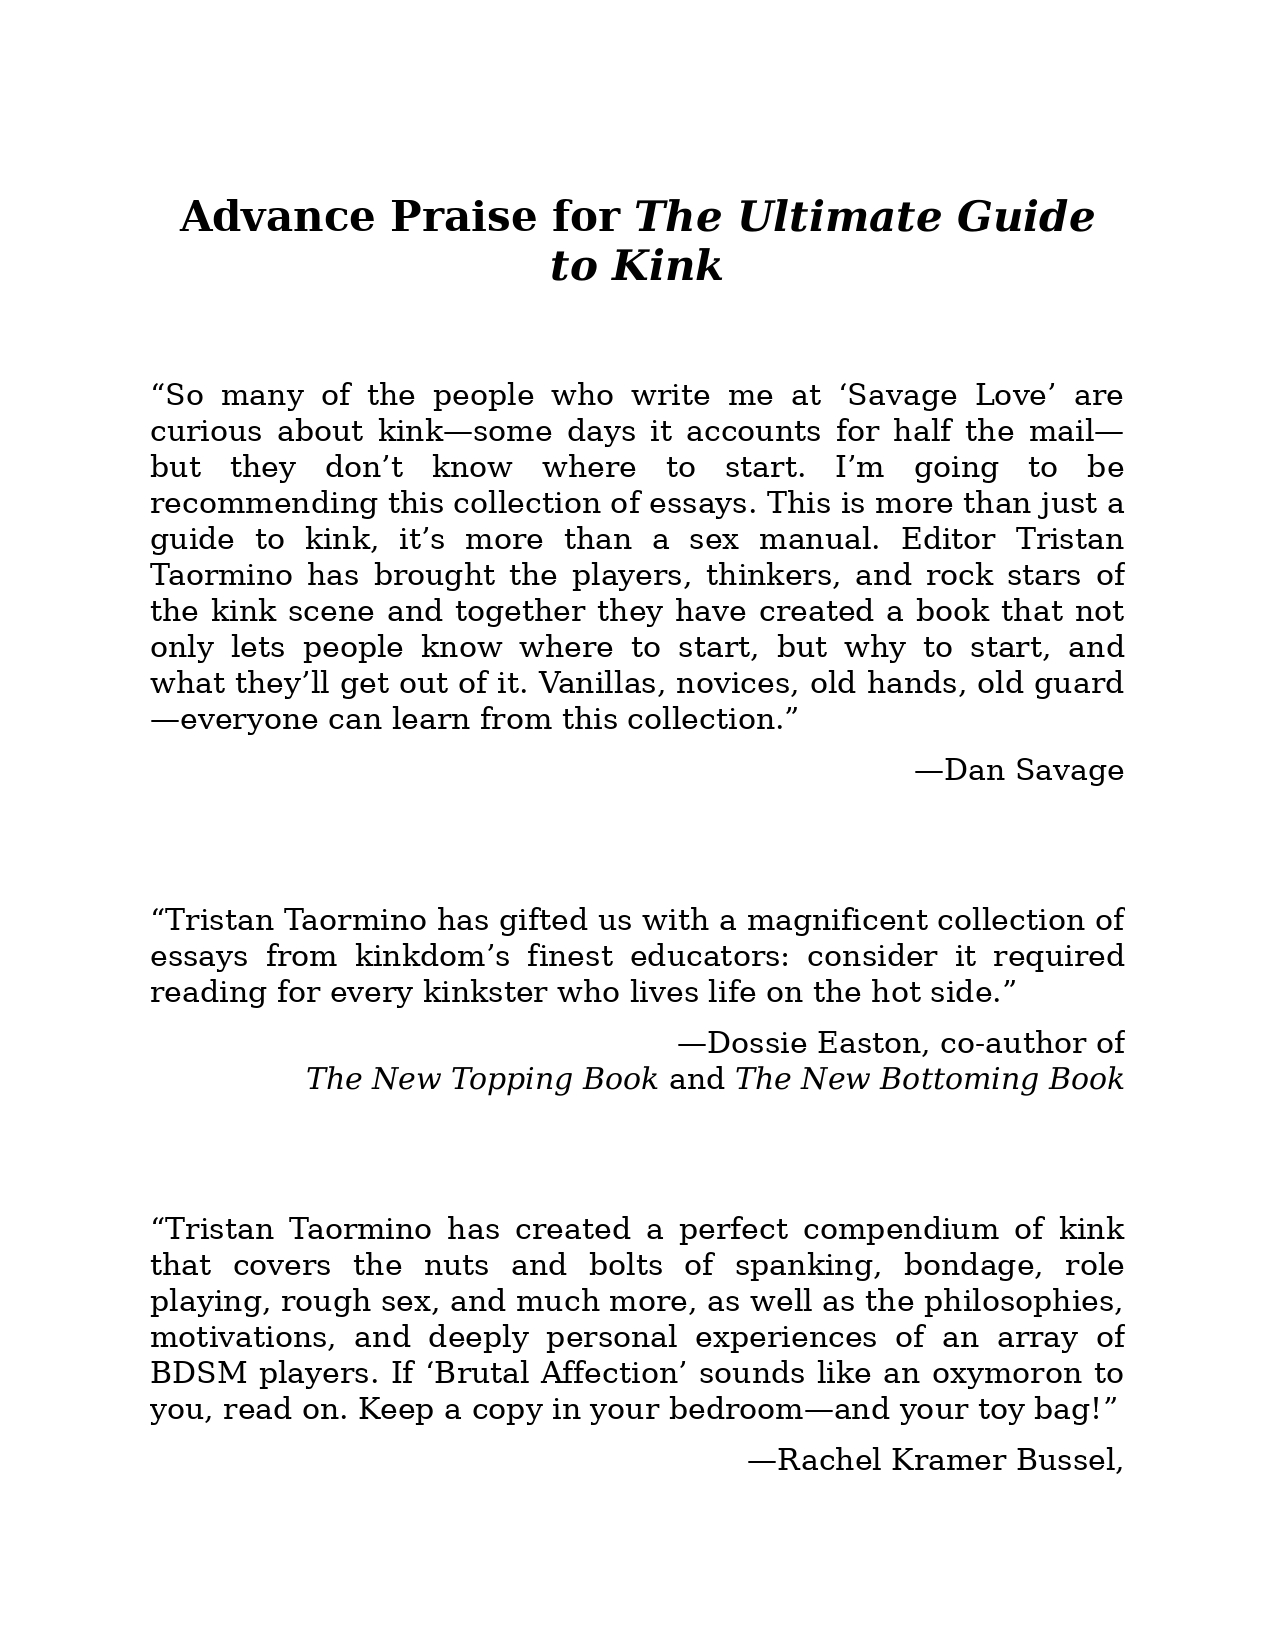 Advance Praise for The Ultimate Guide
to Kink
“So many of the people who write me at ‘Savage Love’ are
curious about kink—some days it accounts for half the mail—
but they don’t know where to start. I’m going to be
recommending this collection of essays. This is more than just a
guide to kink, it’s more than a sex manual. Editor Tristan
Taormino has brought the players, thinkers, and rock stars of
the kink scene and together they have created a book that not
only lets people know where to start, but why to start, and
what they’ll get out of it. Vanillas, novices, old hands, old guard
—everyone can learn from this collection.”
—Dan Savage
“Tristan Taormino has gifted us with a magnificent collection of
essays from kinkdom’s finest educators: consider it required
reading for every kinkster who lives life on the hot side.”
—Dossie Easton, co-author of
The New Topping Book and The New Bottoming Book
“Tristan Taormino has created a perfect compendium of kink
that covers the nuts and bolts of spanking, bondage, role
playing, rough sex, and much more, as well as the philosophies,
motivations, and deeply personal experiences of an array of
BDSM players. If ‘Brutal Affection’ sounds like an oxymoron to
you, read on. Keep a copy in your bedroom—and your toy bag!”
—Rachel Kramer Bussel,